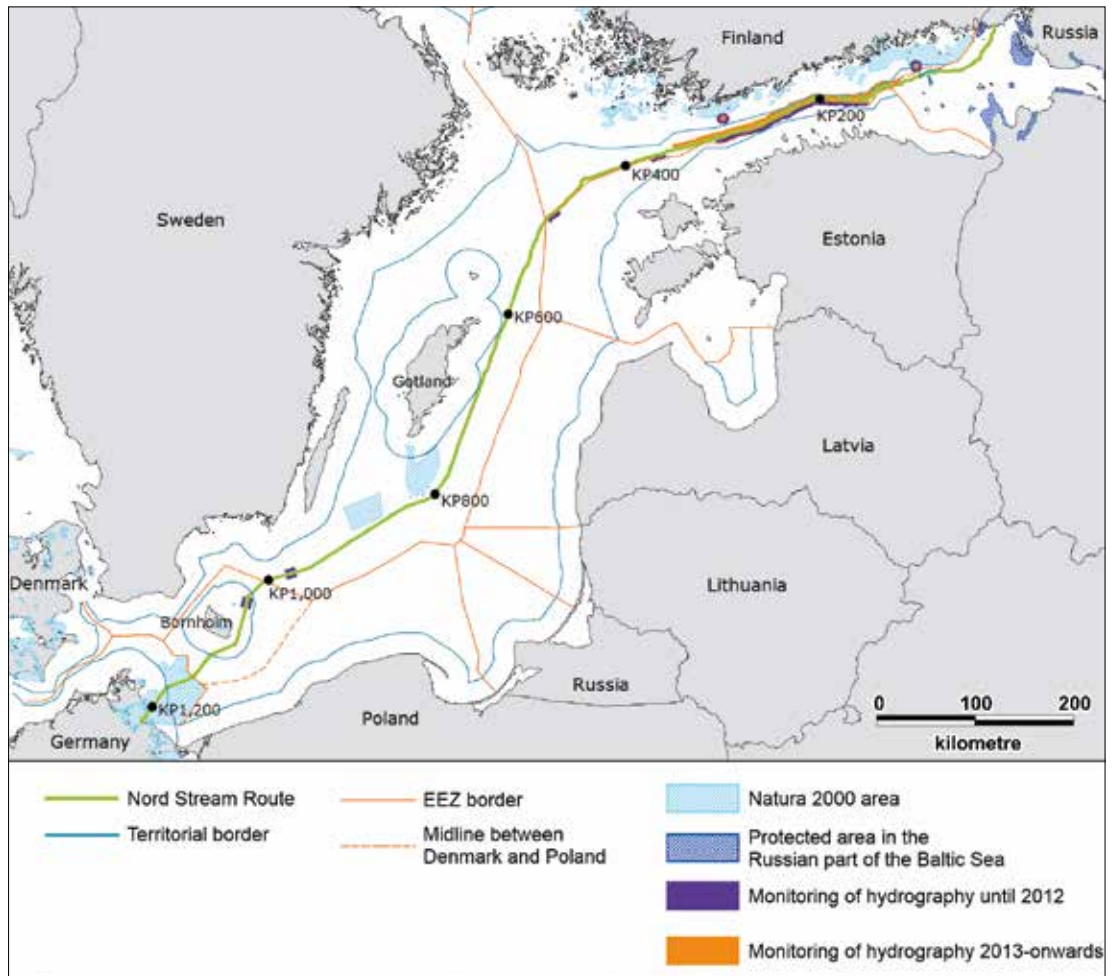 Finland
Russia
KP200
KP400
Sweden
Estonia
KP600
Gotland
Latvia
KP800
Denmark
KP1,000
Lithuania
Bornholm
Russia
KP1,200
Poland
Germany
0 100 200
kilometre
Nord Stream Route
Territorial border
EEZ border
Midline between
Denmark and Poland
Natura 2000 area
Protected area in the
Russian part of the Baltic Sea
Monitoring of hydrography until 2012
Monitoring of hydrography 2013-onwards